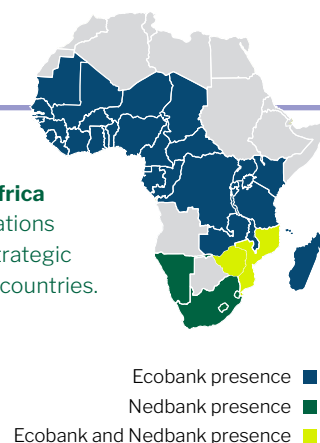 frica
ations
trategic
countries.
Ecobank presence
Nedbank presence
Ecobank and Nedbank presence